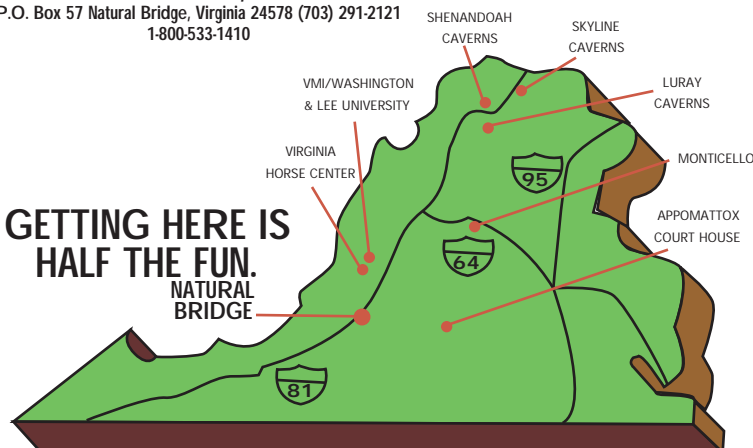 P.O. Box 57 Natural Bridge, Virginia 24578 (703) 291-2121
1-800-533-1410
SHENANDOAH
CAVERNS
SKYLINE
CAVERNS
VMI/WASHINGTON
& LEE UNIVERSITY
LURAY
CAVERNS
VIRGINIA
HORSE CENTER
MONTICELLO
95
GETTING HERE IS
HALF THE FUN.
APPOMATTOX
COURT HOUSE
64
NATURAL
BRIDGE
81